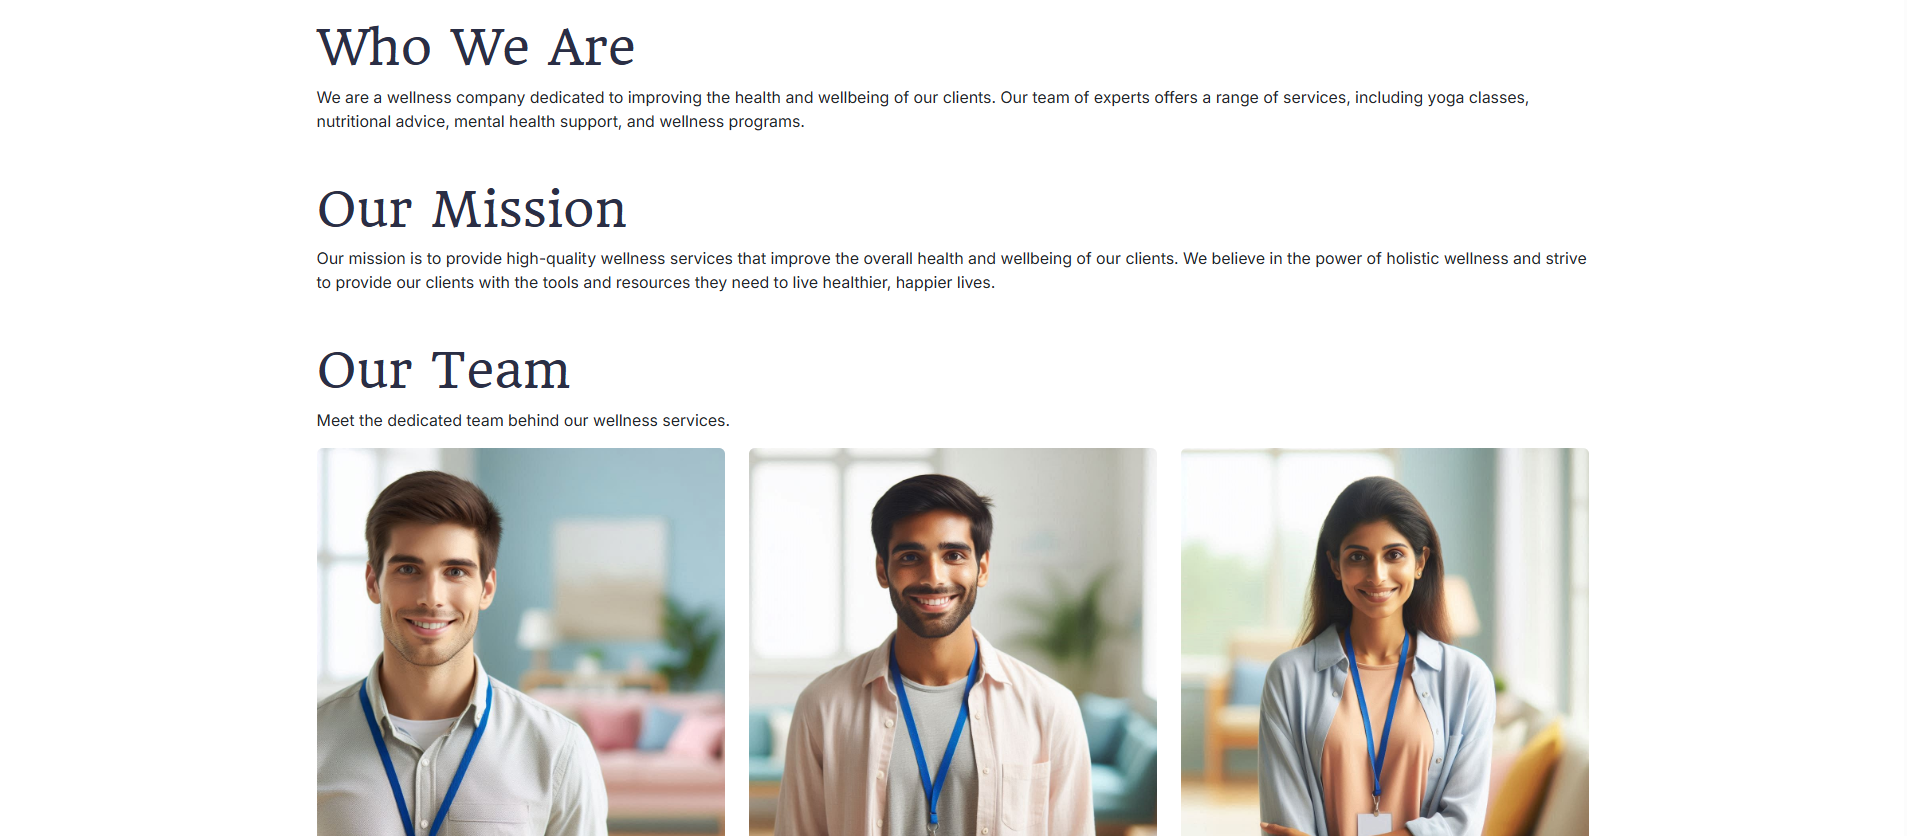 Who We Are
We are a wellness company dedicated to improving the health and wellbeing of our clients. Our team of experts offers a range of services, including yoga classes,
nutritional advice, mental health support, and wellness programs.
Our Mission
Our mission is to provide high-quality wellness services that improve the overall health and wellbeing of our clients. We believe in the power of holistic wellness and strive
to provide our clients with the tools and resources they need to live healthier, happier lives.
Our Team
Meet the dedicated team behind our wellness services.